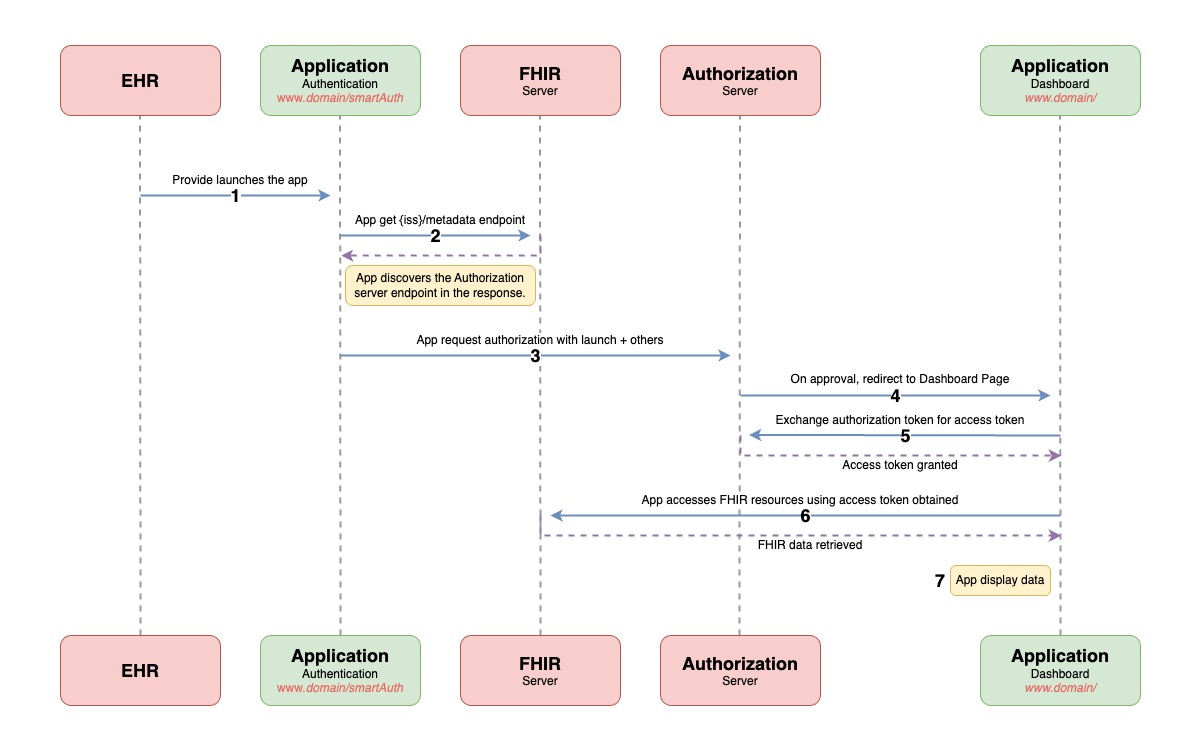 EHR
Application
Authentication
www.domain/smartAuth
FHIR
Server
Authorization
Server
Application
Dashboard
www.domain/
Provide launches the app
1
App get {iss}/metadata endpoint
2
App discovers the Authorization
server endpoint in the response.
App request authorization with launch + others
3
On approval, redirect to Dashboard Page
4
Exchange authorization token for access token
5
Access token granted
App accesses FHIR resources using access token obtained
6
FHIR data retrieved
7 App display data
EHR
Application
Authentication
www.domain/smartAuth
FHIR
Server
Authorization
Server
Application
Dashboard
www.domain/